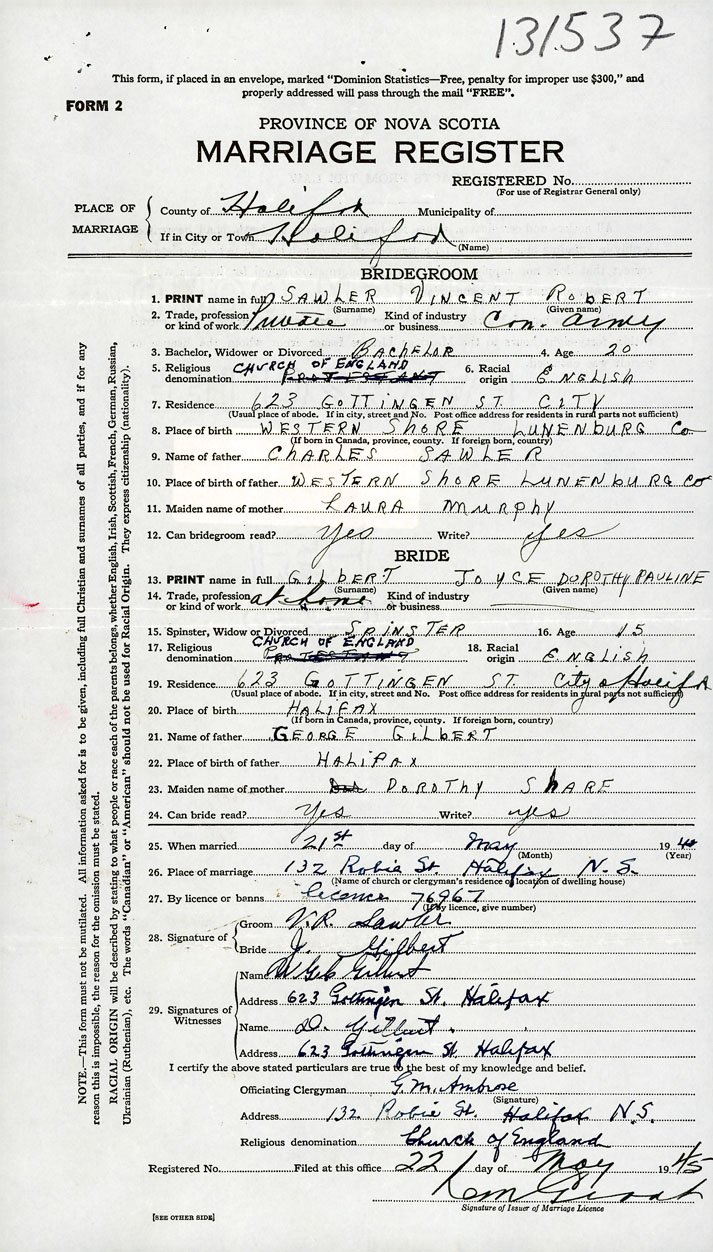 131537
This form, if placed in an envelope, marked "Dominion Statistics—Free, penalty for improper use $300," and
properly addressed will pass through the mail "FREE".
FORM 2
PROVINCE OF NOVA SCOTIA
MARRIAGE REGISTER
REGISTERED No.
(For use of Registrar General only)
PLACE OF MARRIAGE
County of Halifax Municipality of
If in City or Town Halifax
(Name)
BRIDEGROOM
1. PRINT name in full SAWLER VINCENT ROBERT
(Surname) (Given name)
2. Trade, profession or kind of work Private Kind of industry or business Can. Army
3. Bachelor, Widower or Divorced BACHELOR 4. Age 20
5. Religious denomination CHURCH OF ENGLAND PROTESTANT 6. Racial origin ENGLISH
7. Residence 623 GOTTINGEN ST. CITY
(Usual place of abode. If in city, street and No. Post office address for residents in rural parts not sufficient)
8. Place of birth WESTERN SHORE LUNENBURG Co
(If born in Canada, province, county. If foreign born, country)
9. Name of father CHARLES SAWLER
10. Place of birth of father WESTERN SHORE LUNENBURG Co
11. Maiden name of mother LAURA MURPHY
12. Can bridegroom read? yes Write? yes
BRIDE
13. PRINT name in full GILBERT JOYCE DOROTHY PAULINE
(Surname) (Given name)
14. Trade, profession or kind of work at home Kind of industry or business
15. Spinster, Widow or Divorced SPINSTER 16. Age 15
17. Religious denomination CHURCH OF ENGLAND PROTESTANT 18. Racial origin ENGLISH
19. Residence 623 GOTTINGEN ST. City of Halifa
(Usual place of abode. If in city, street and No. Post office address for residents in rural parts not sufficient)
20. Place of birth HALIFAX
(If born in Canada, province, county. If foreign born, country)
21. Name of father GEORGE GILBERT
22. Place of birth of father HALIFAX
23. Maiden name of mother DOROTHY SHARE
24. Can bride read? Yes Write? yes
25. When married 21st day of May 19
(Month) (Year)
26. Place of marriage 132 Robie St. Halifax N.S.
(Name of church or clergyman's residence or location of dwelling house)
27. By licence or banns licence 76967
(If by licence, give number)
28. Signature of
Groom V.R. Sawler
Bride J. Gilbert
29. Signatures of Witnesses
Name Geo Gilbert
Address 623 Gottingen St. Halifax
Name D. Gilbert.
Address 623 Gottingen St. Halifax
I certify the above stated particulars are true to the best of my knowledge and belief.
Officiating Clergyman G.M. Ambrose
(Signature)
Address 132 Robie St. Halifax N.S.
Religious denomination Church of England
Registered No. Filed at this office 22 day of May 1945
Signature of Issuer of Marriage Licence
[SEE OTHER SIDE]
NOTE.—This form must not be mutilated. All information asked for is to be given, including full Christian and surnames of all parties, and if for any
reason this is impossible, the reason for the omission must be stated.
RACIAL ORIGIN will be described by stating to what people or race each of the parents belongs, whether English, Irish, Scottish, French, German, Russian,
Ukrainian (Ruthenian), etc. The words "Canadian" or "American" should not be used for Racial Origin. They express citizenship (nationality).